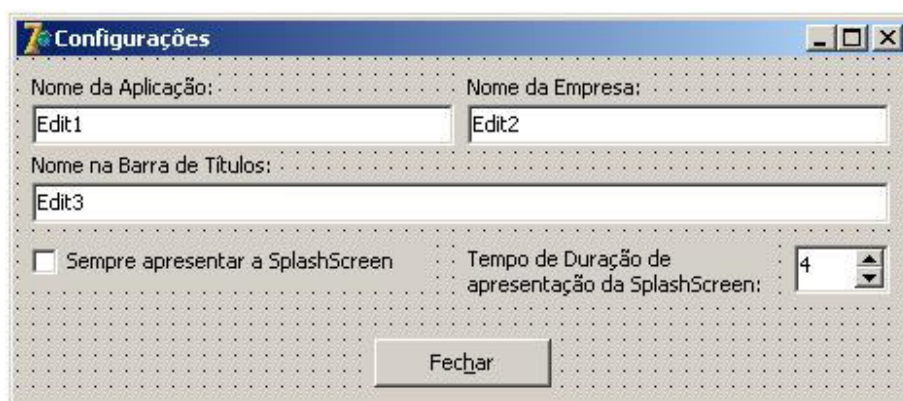 Configurações
Nome da Aplicação: Nome da Empresa:
Edit1 Edit2
Nome na Barra de Títulos:
Edit3
Sempre apresentar a SplashScreen
Tempo de Duração de
apresentação da SplashScreen: 4
Fechar